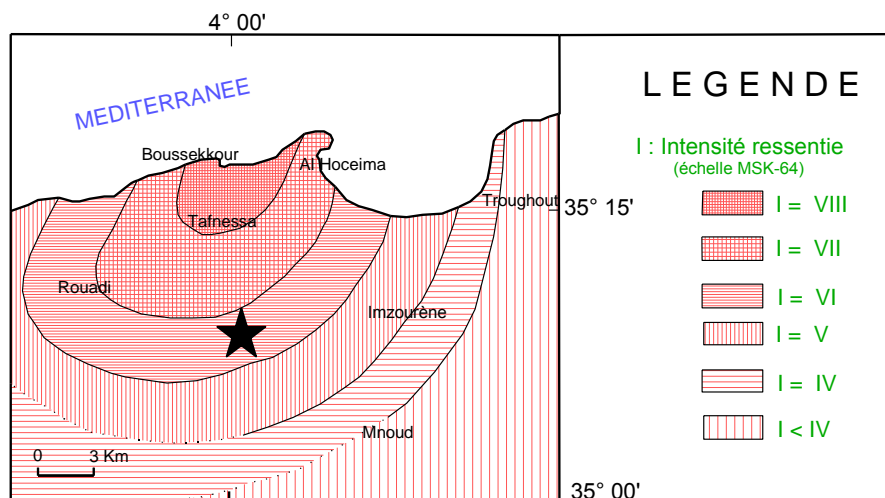 4° 00'
MEDITERRANEE
Boussekkour
Al Hoceima
Tafnessa
Troughout
35° 15'
Rouadi
Imzourène
Mnoud
0 3 Km
35° 00'
L E G E N D E
I : Intensité ressentie
(échelle MSK-64)
I = VIII
I = VII
I = VI
I = V
I = IV
I < IV